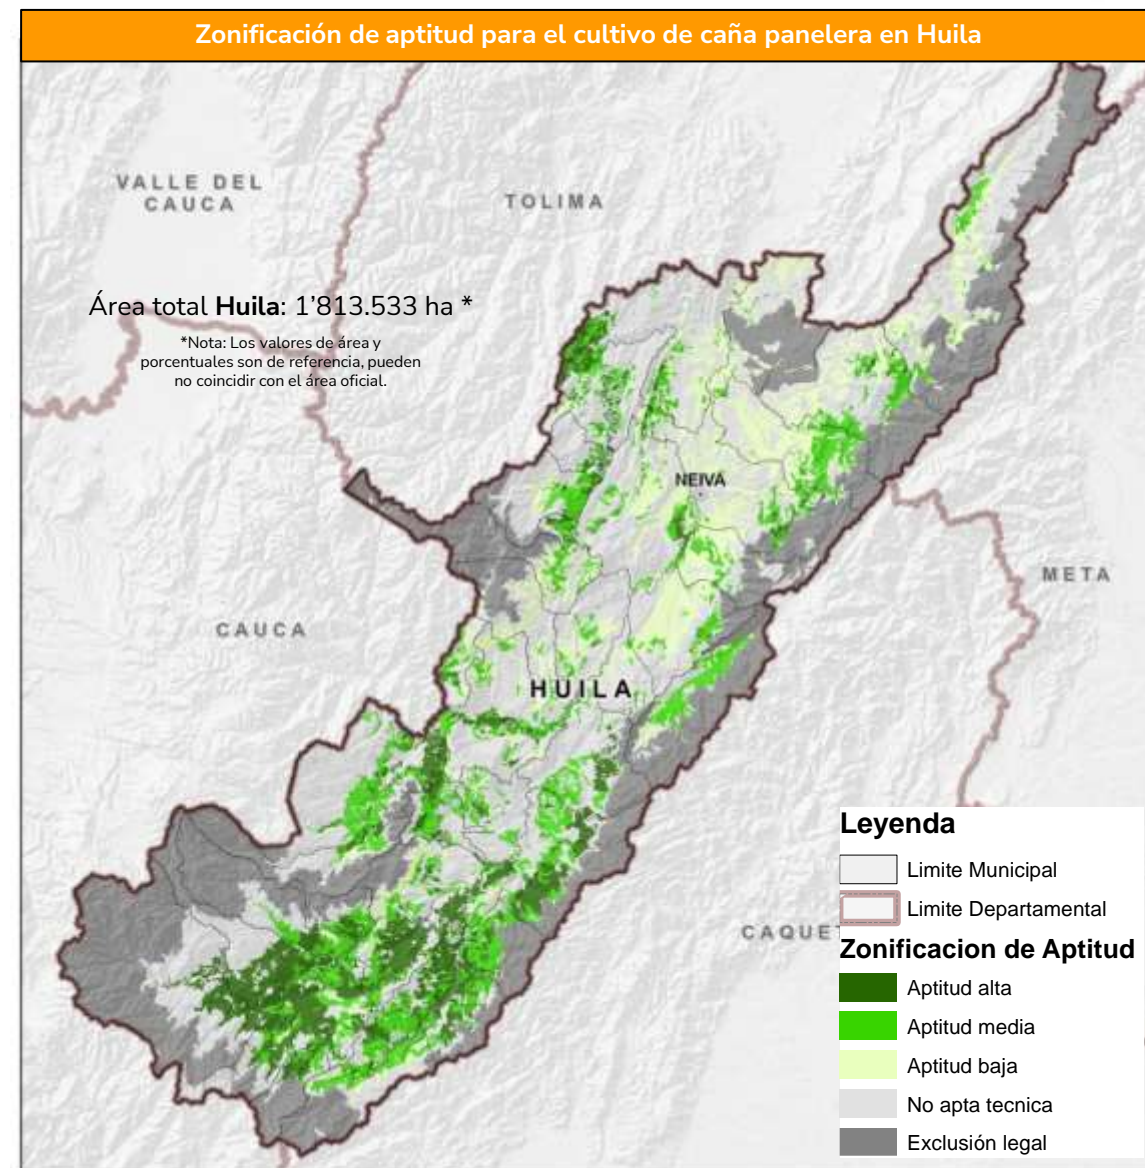 Zonificación de aptitud para el cultivo de caña panelera en Huila
VALLE DEL
CAUCA
TOLIMA
Área total Huila: 1’813.533 ha *
*Nota: Los valores de área y
porcentuales son de referencia, pueden
no coincidir con el área oficial.
NEIVA
META
CAUCA
HUILA
CAQUET
Leyenda
Limite Municipal
Limite Departamental
Zonificacion de Aptitud
Aptitud alta
Aptitud media
Aptitud baja
No apta tecnica
Exclusión legal